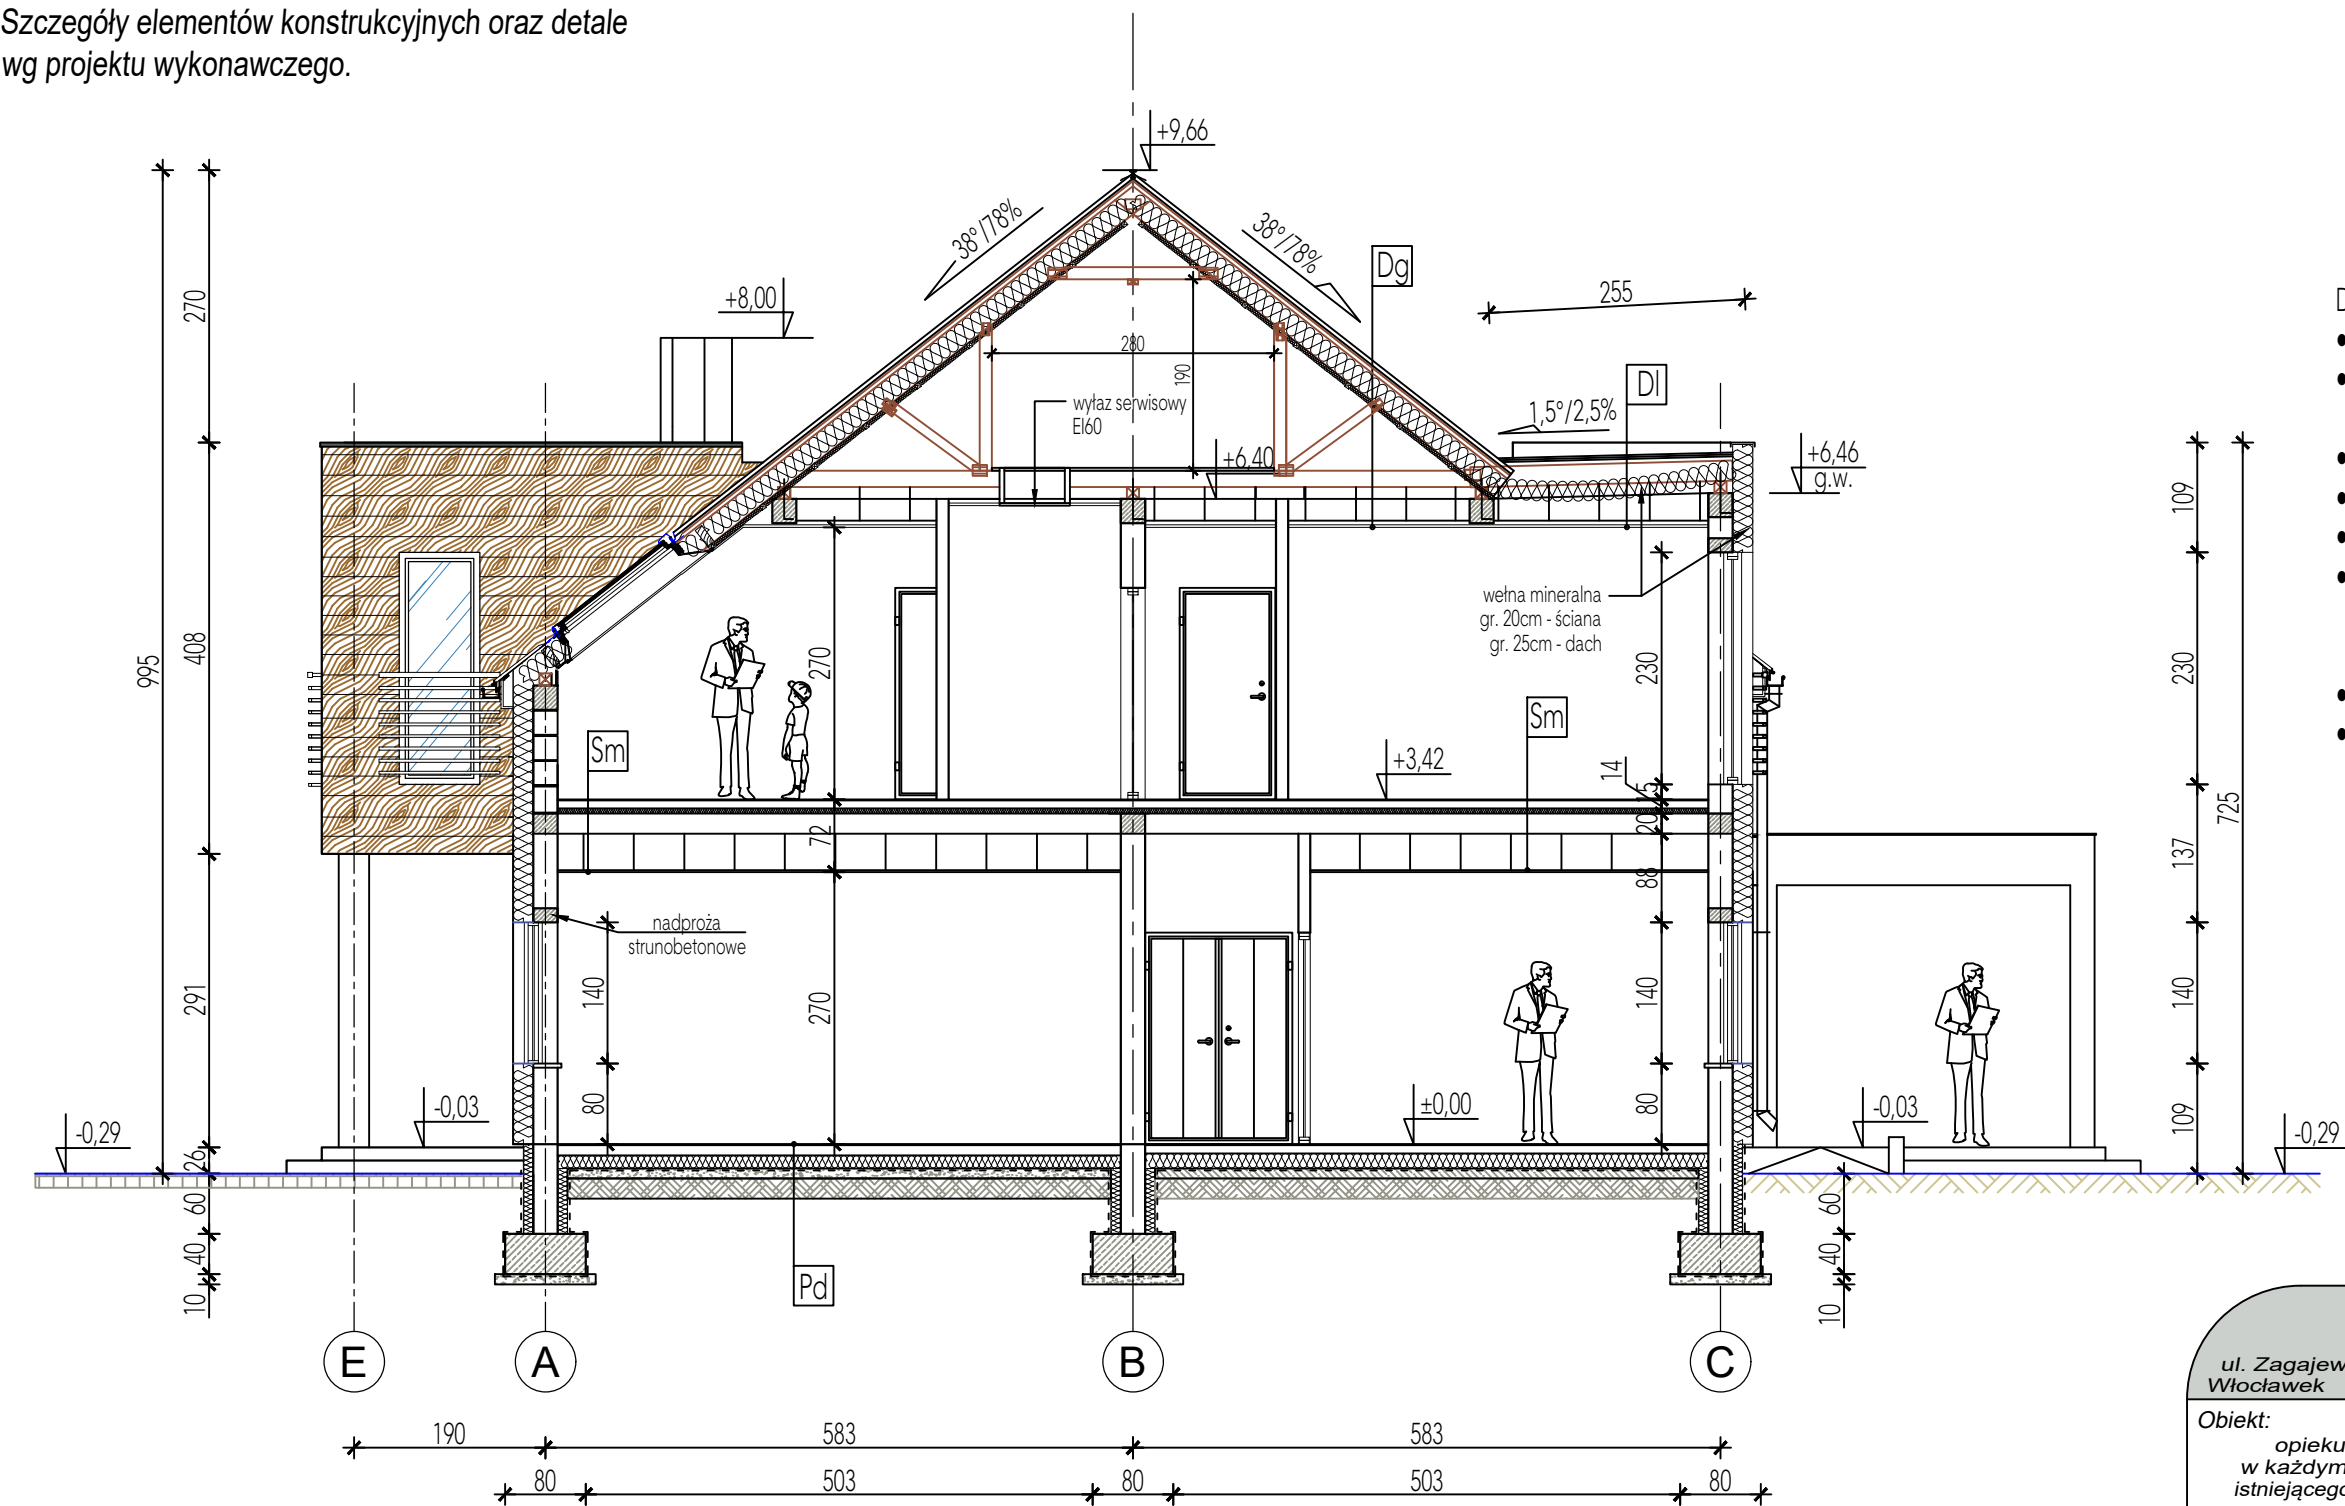 Szczegóły elementów konstrukcyjnych oraz detale
wg projektu wykonawczego.
+9,66
38°/78%
38°/78%
Dg
255
+8,00
270
280
190
Dl
wyłaz serwisowy
EI60
1,5°/2,5%
+6,40
+6,46
g.w.
109
wełna mineralna
gr. 20cm - ściana
gr. 25cm - dach
995
408
270
230
230
Sm
Sm
+3,42
14
15
20
72
725
137
88
nadproża
strunobetonowe
291
140
270
140
140
80
80
109
-0,29
-0,03
±0,00
-0,03
-0,29
26
60
40
10
60
40
10
Pd
E
A
B
C
190
583
583
80
503
80
503
80
ul. Zagajew
Włocławek
Obiekt:
opieku
w każdym
istniejącego